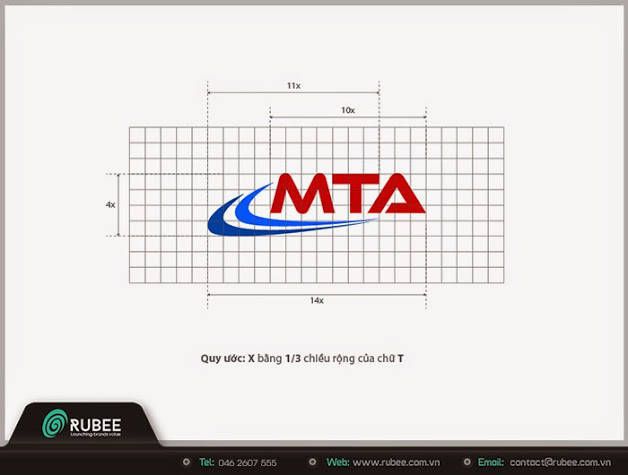 11x
10x
MTA
4x
14x
Quy ước: X bằng 1/3 chiều rộng của chữ T
RUBEE
Launching brands value
Tel: 046 2607 555 Web: www.rubee.com.vn Email: contact@rubee.com.vn